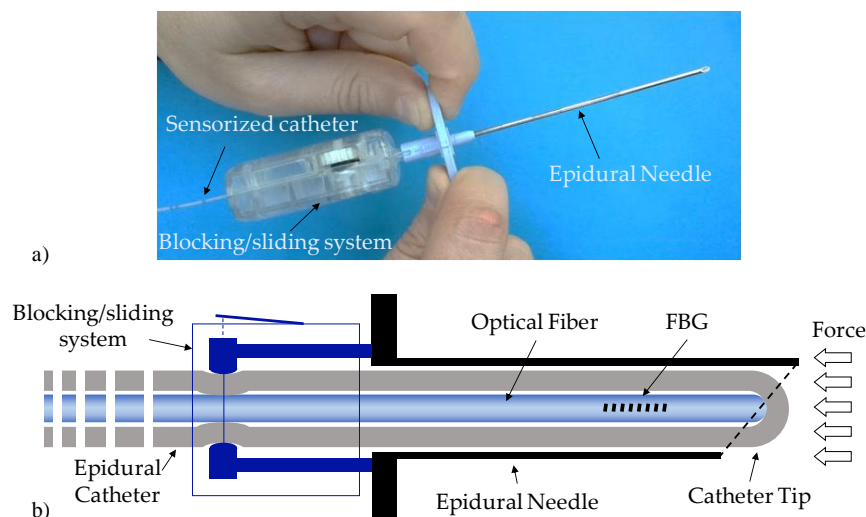 Sensorized catheter
Epidural Needle
Blocking/sliding system
a)
Blocking/sliding
system
Optical Fiber
FBG
Force
Epidural
Catheter
Epidural Needle
Catheter Tip
b)